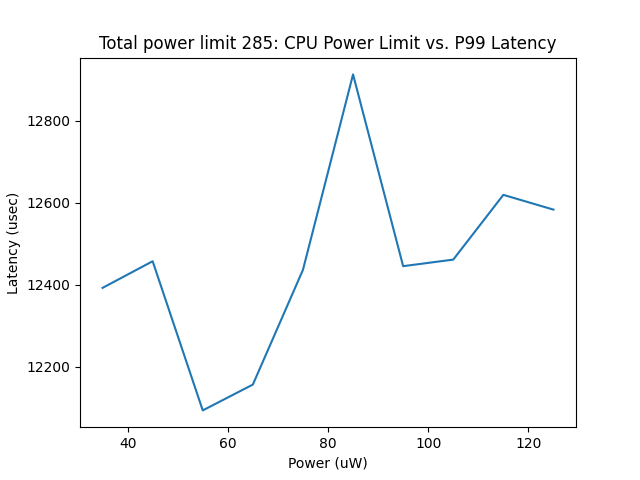 Total power limit 285: CPU Power Limit vs. P99 Latency
Latency (usec)
12800
12600
12400
12200
40 60 80 100 120
Power (uW)